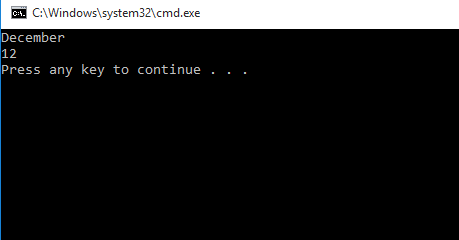 C:\Windows\system32\cmd.exe
December
12
Press any key to continue . . .